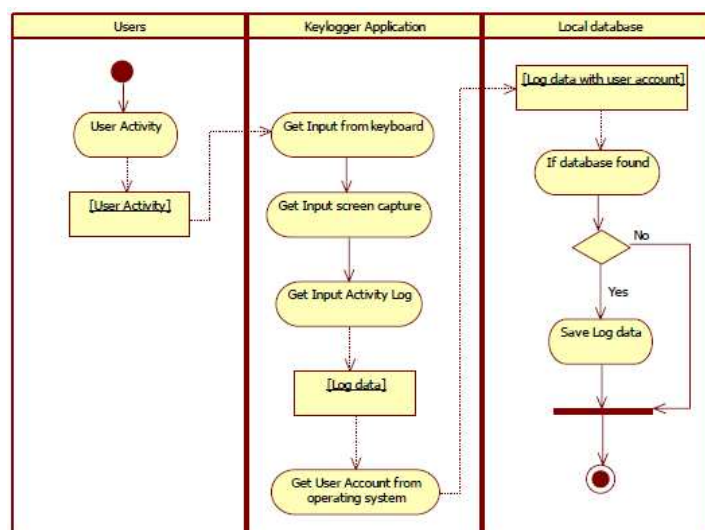 Users
Keylogger Application
Local database
User Activity
[User Activity]
Get Input from keyboard
Get Input screen capture
Get Input Activity Log
[Log data]
Get User Account from
operating system
[Log data with user account]
If database found
No
Yes
Save Log data